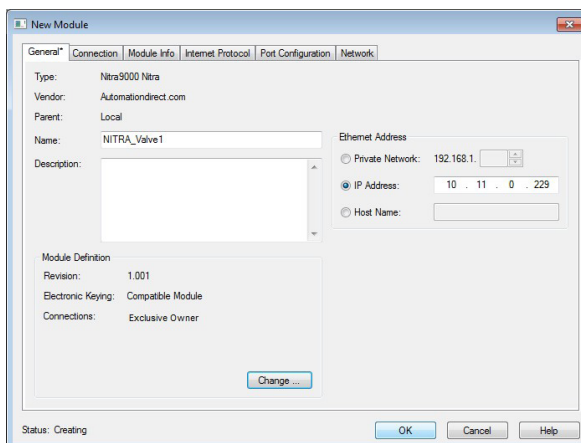 New Module
General* Connection Module Info Internet Protocol Port Configuration Network
Type: Nitra9000 Nitra
Vendor: Automationdirect.com
Parent: Local
Name: NITRA_Valve1
Description:
Ethernet Address
Private Network: 192.168.1.
IP Address: 10 . 11 . 0 . 229
Host Name:
Module Definition
Revision: 1.001
Electronic Keying: Compatible Module
Connections: Exclusive Owner
Change ...
Status: Creating
OK Cancel Help